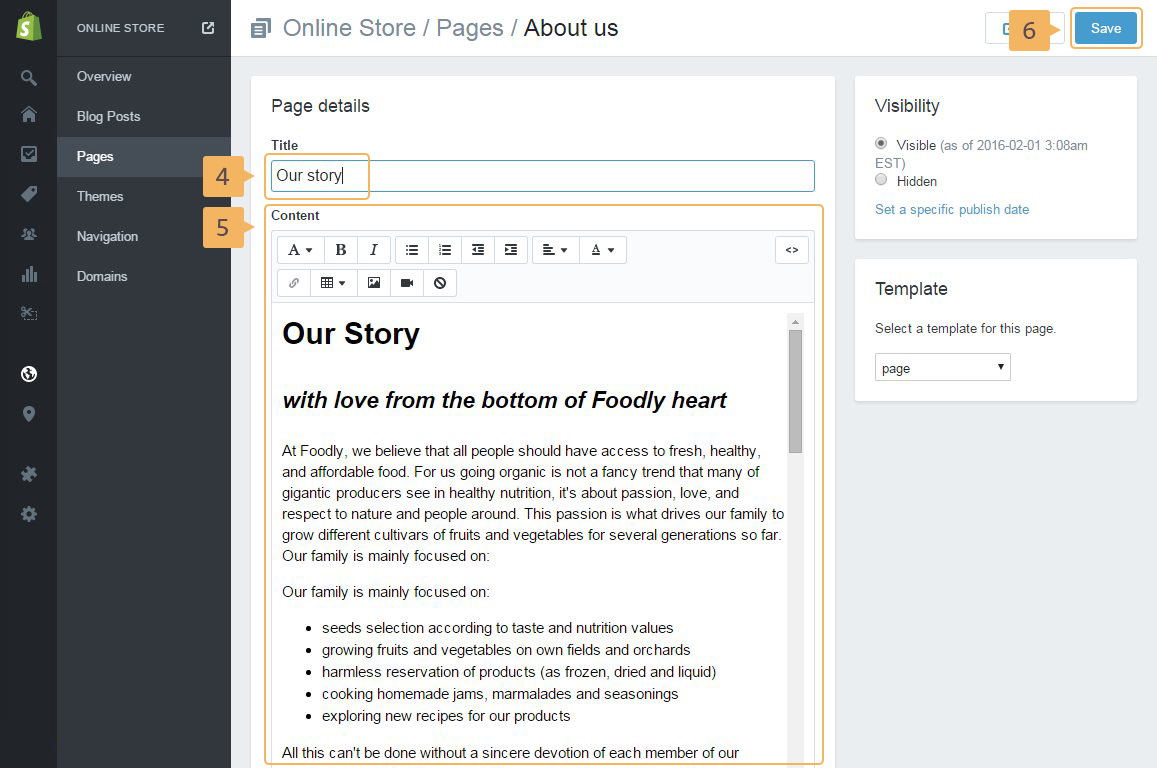 ONLINE STORE
Overview
Blog Posts
Pages
Themes
Navigation
Domains
Online Store / Pages / About us
6
Save
Page details
Title
4
Our story
5
Content
A B I A <>
Our Story
with love from the bottom of Foodly heart
At Foodly, we believe that all people should have access to fresh, healthy,
and affordable food. For us going organic is not a fancy trend that many of
gigantic producers see in healthy nutrition, it's about passion, love, and
respect to nature and people around. This passion is what drives our family to
grow different cultivars of fruits and vegetables for several generations so far.
Our family is mainly focused on:
Our family is mainly focused on:
seeds selection according to taste and nutrition values
growing fruits and vegetables on own fields and orchards
harmless reservation of products (as frozen, dried and liquid)
cooking homemade jams, marmalades and seasonings
exploring new recipes for our products
All this can't be done without a sincere devotion of each member of our
Visibility
Visible (as of 2016-02-01 3:08am
EST)
Hidden
Set a specific publish date
Template
Select a template for this page.
page